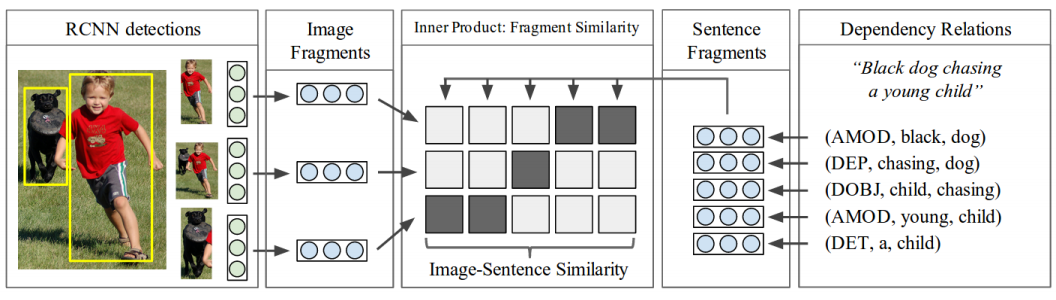 RCNN detections
Image
Fragments
Inner Product: Fragment Similarity
Image-Sentence Similarity
Sentence
Fragments
Dependency Relations
“Black dog chasing
a young child”
(AMOD, black, dog)
(DEP, chasing, dog)
(DOBJ, child, chasing)
(AMOD, young, child)
(DET, a, child)